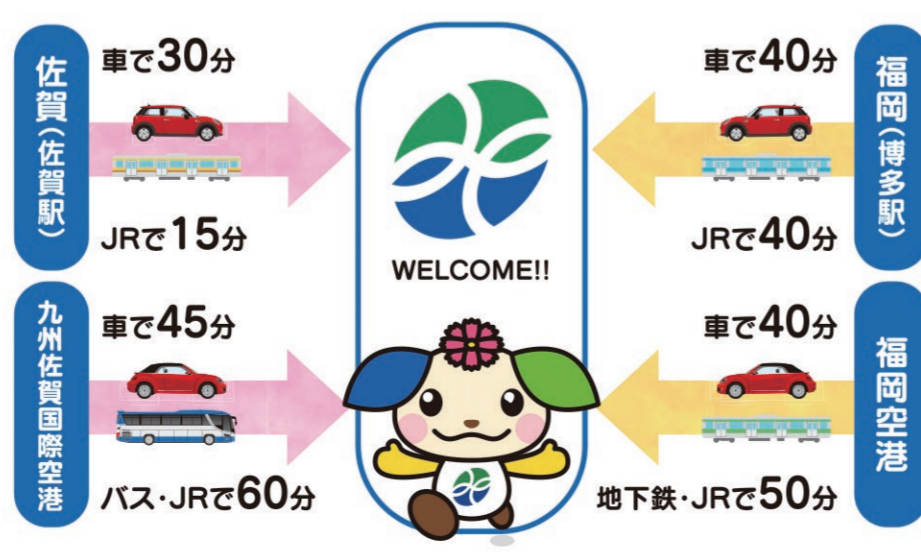 佐賀(佐賀駅)
車で30分
JRで15分
九州佐賀国際空港
車で45分
バス・JRで60分
WELCOME!!
福岡(博多駅)
車で40分
JRで40分
福岡空港
車で40分
地下鉄・JRで50分